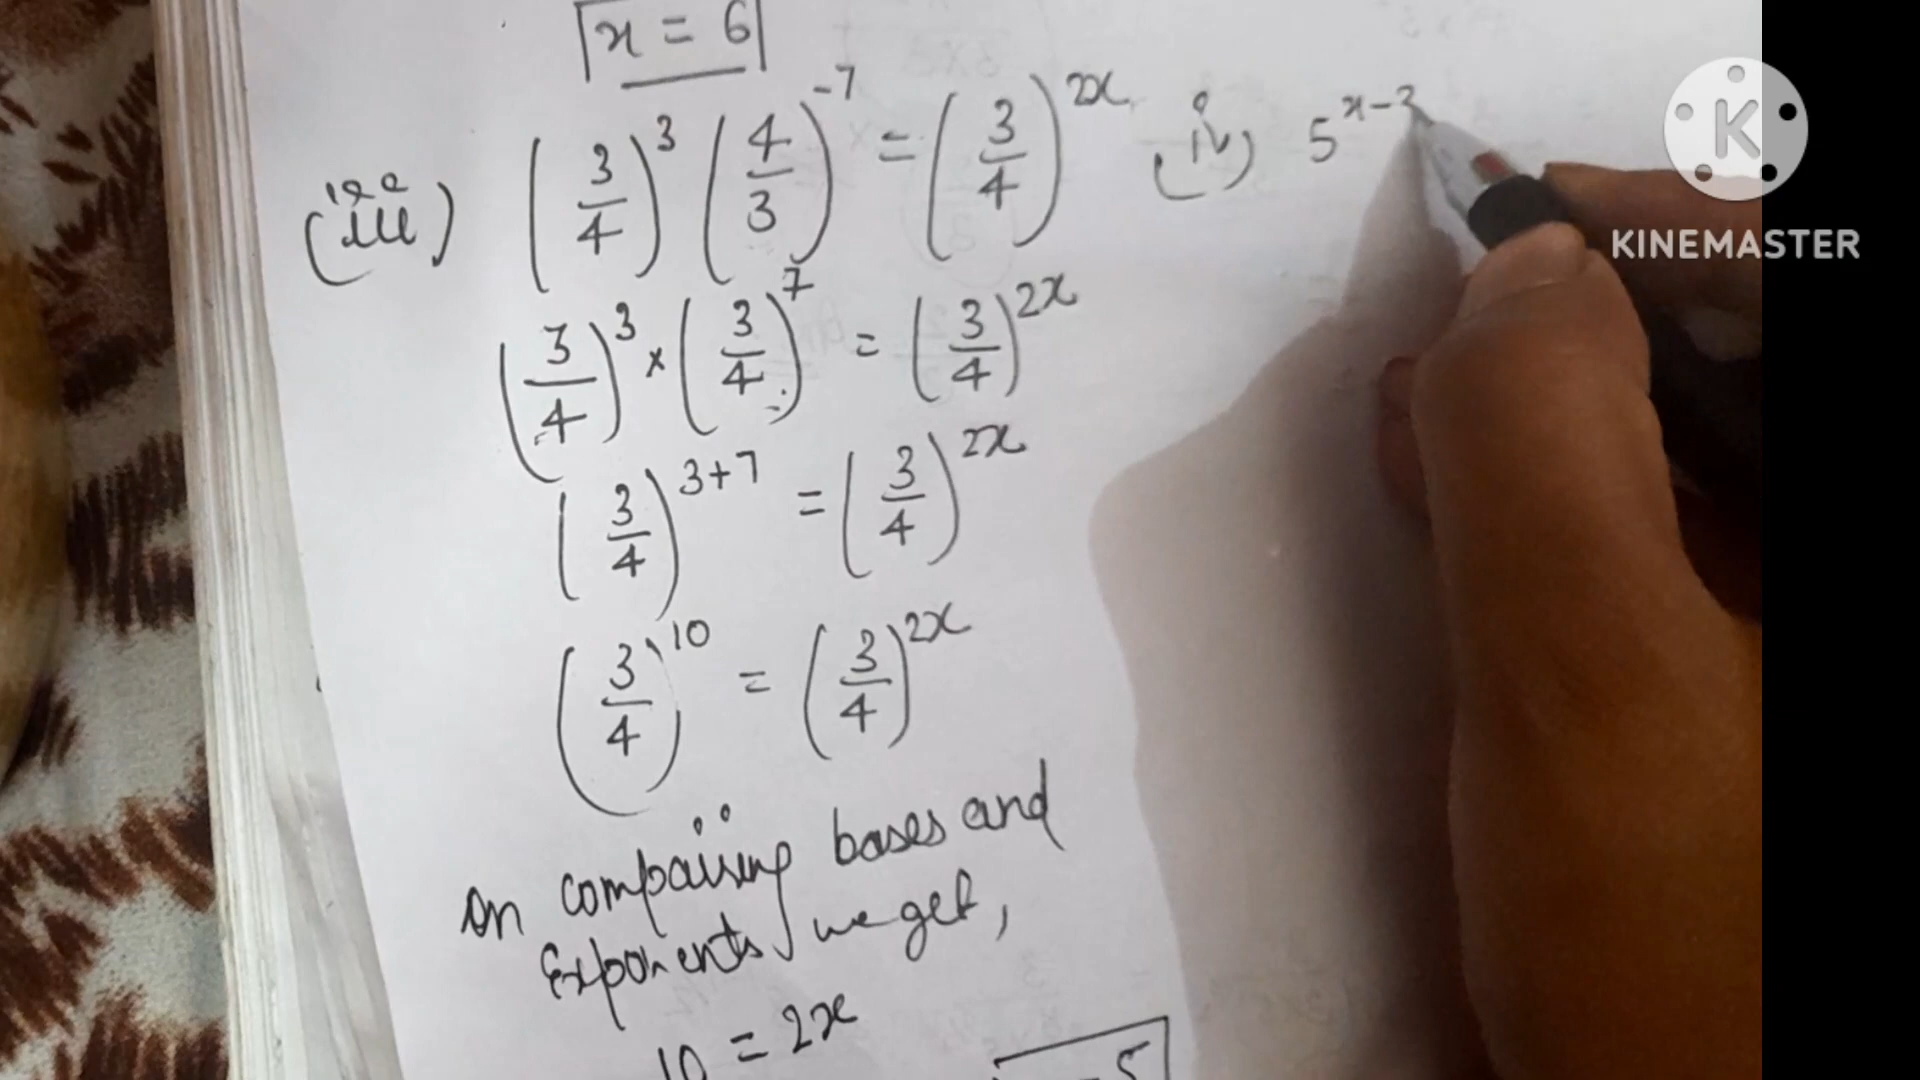 x = 6
(iii) (3/4)^3 (4/3)^-7 = (3/4)^2x
(3/4)^3 × (3/4)^7 = (3/4)^2x
(3/4)^3+7 = (3/4)^2x
(3/4)^10 = (3/4)^2x
On compairing bases and
Exponents we get,
10 = 2x
= 5
(iv) 5^x-3
K
KINEMASTER